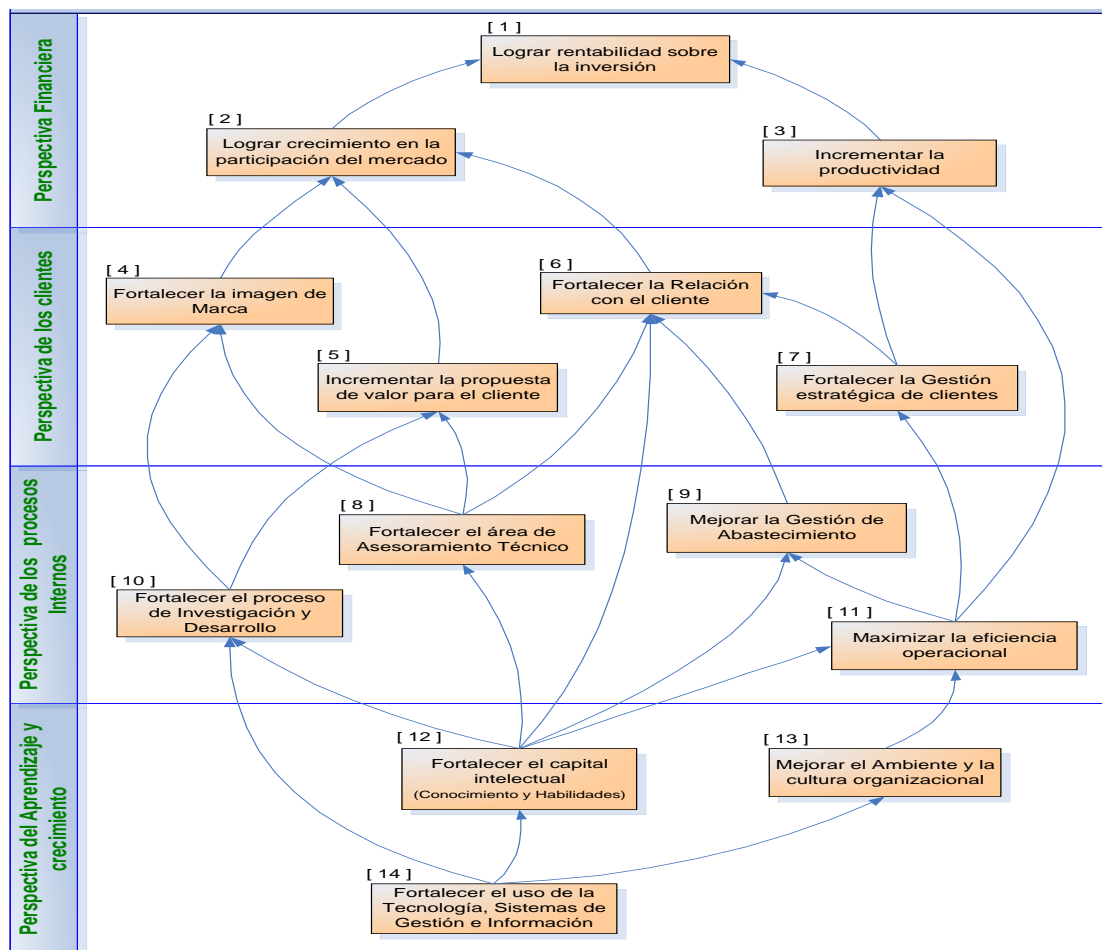 Perspectiva Financiera
[ 1 ]
Lograr rentabilidad sobre
la inversión
[ 2 ]
Lograr crecimiento en la
participación del mercado
[ 3 ]
Incrementar la
productividad
Perspectiva de los clientes
[ 4 ]
Fortalecer la imagen de
Marca
[ 6 ]
Fortalecer la Relación
con el cliente
[ 5 ]
Incrementar la propuesta
de valor para el cliente
[ 7 ]
Fortalecer la Gestión
estratégica de clientes
Perspectiva de los procesos
Internos
[ 8 ]
Fortalecer el área de
Asesoramiento Técnico
[ 9 ]
Mejorar la Gestión de
Abastecimiento
[ 10 ]
Fortalecer el proceso
de Investigación y
Desarrollo
[ 11 ]
Maximizar la eficiencia
operacional
Perspectiva del Aprendizaje y
crecimiento
[ 12 ]
Fortalecer el capital
intelectual
(Conocimiento y Habilidades)
[ 13 ]
Mejorar el Ambiente y la
cultura organizacional
[ 14 ]
Fortalecer el uso de la
Tecnología, Sistemas de
Gestión e Información